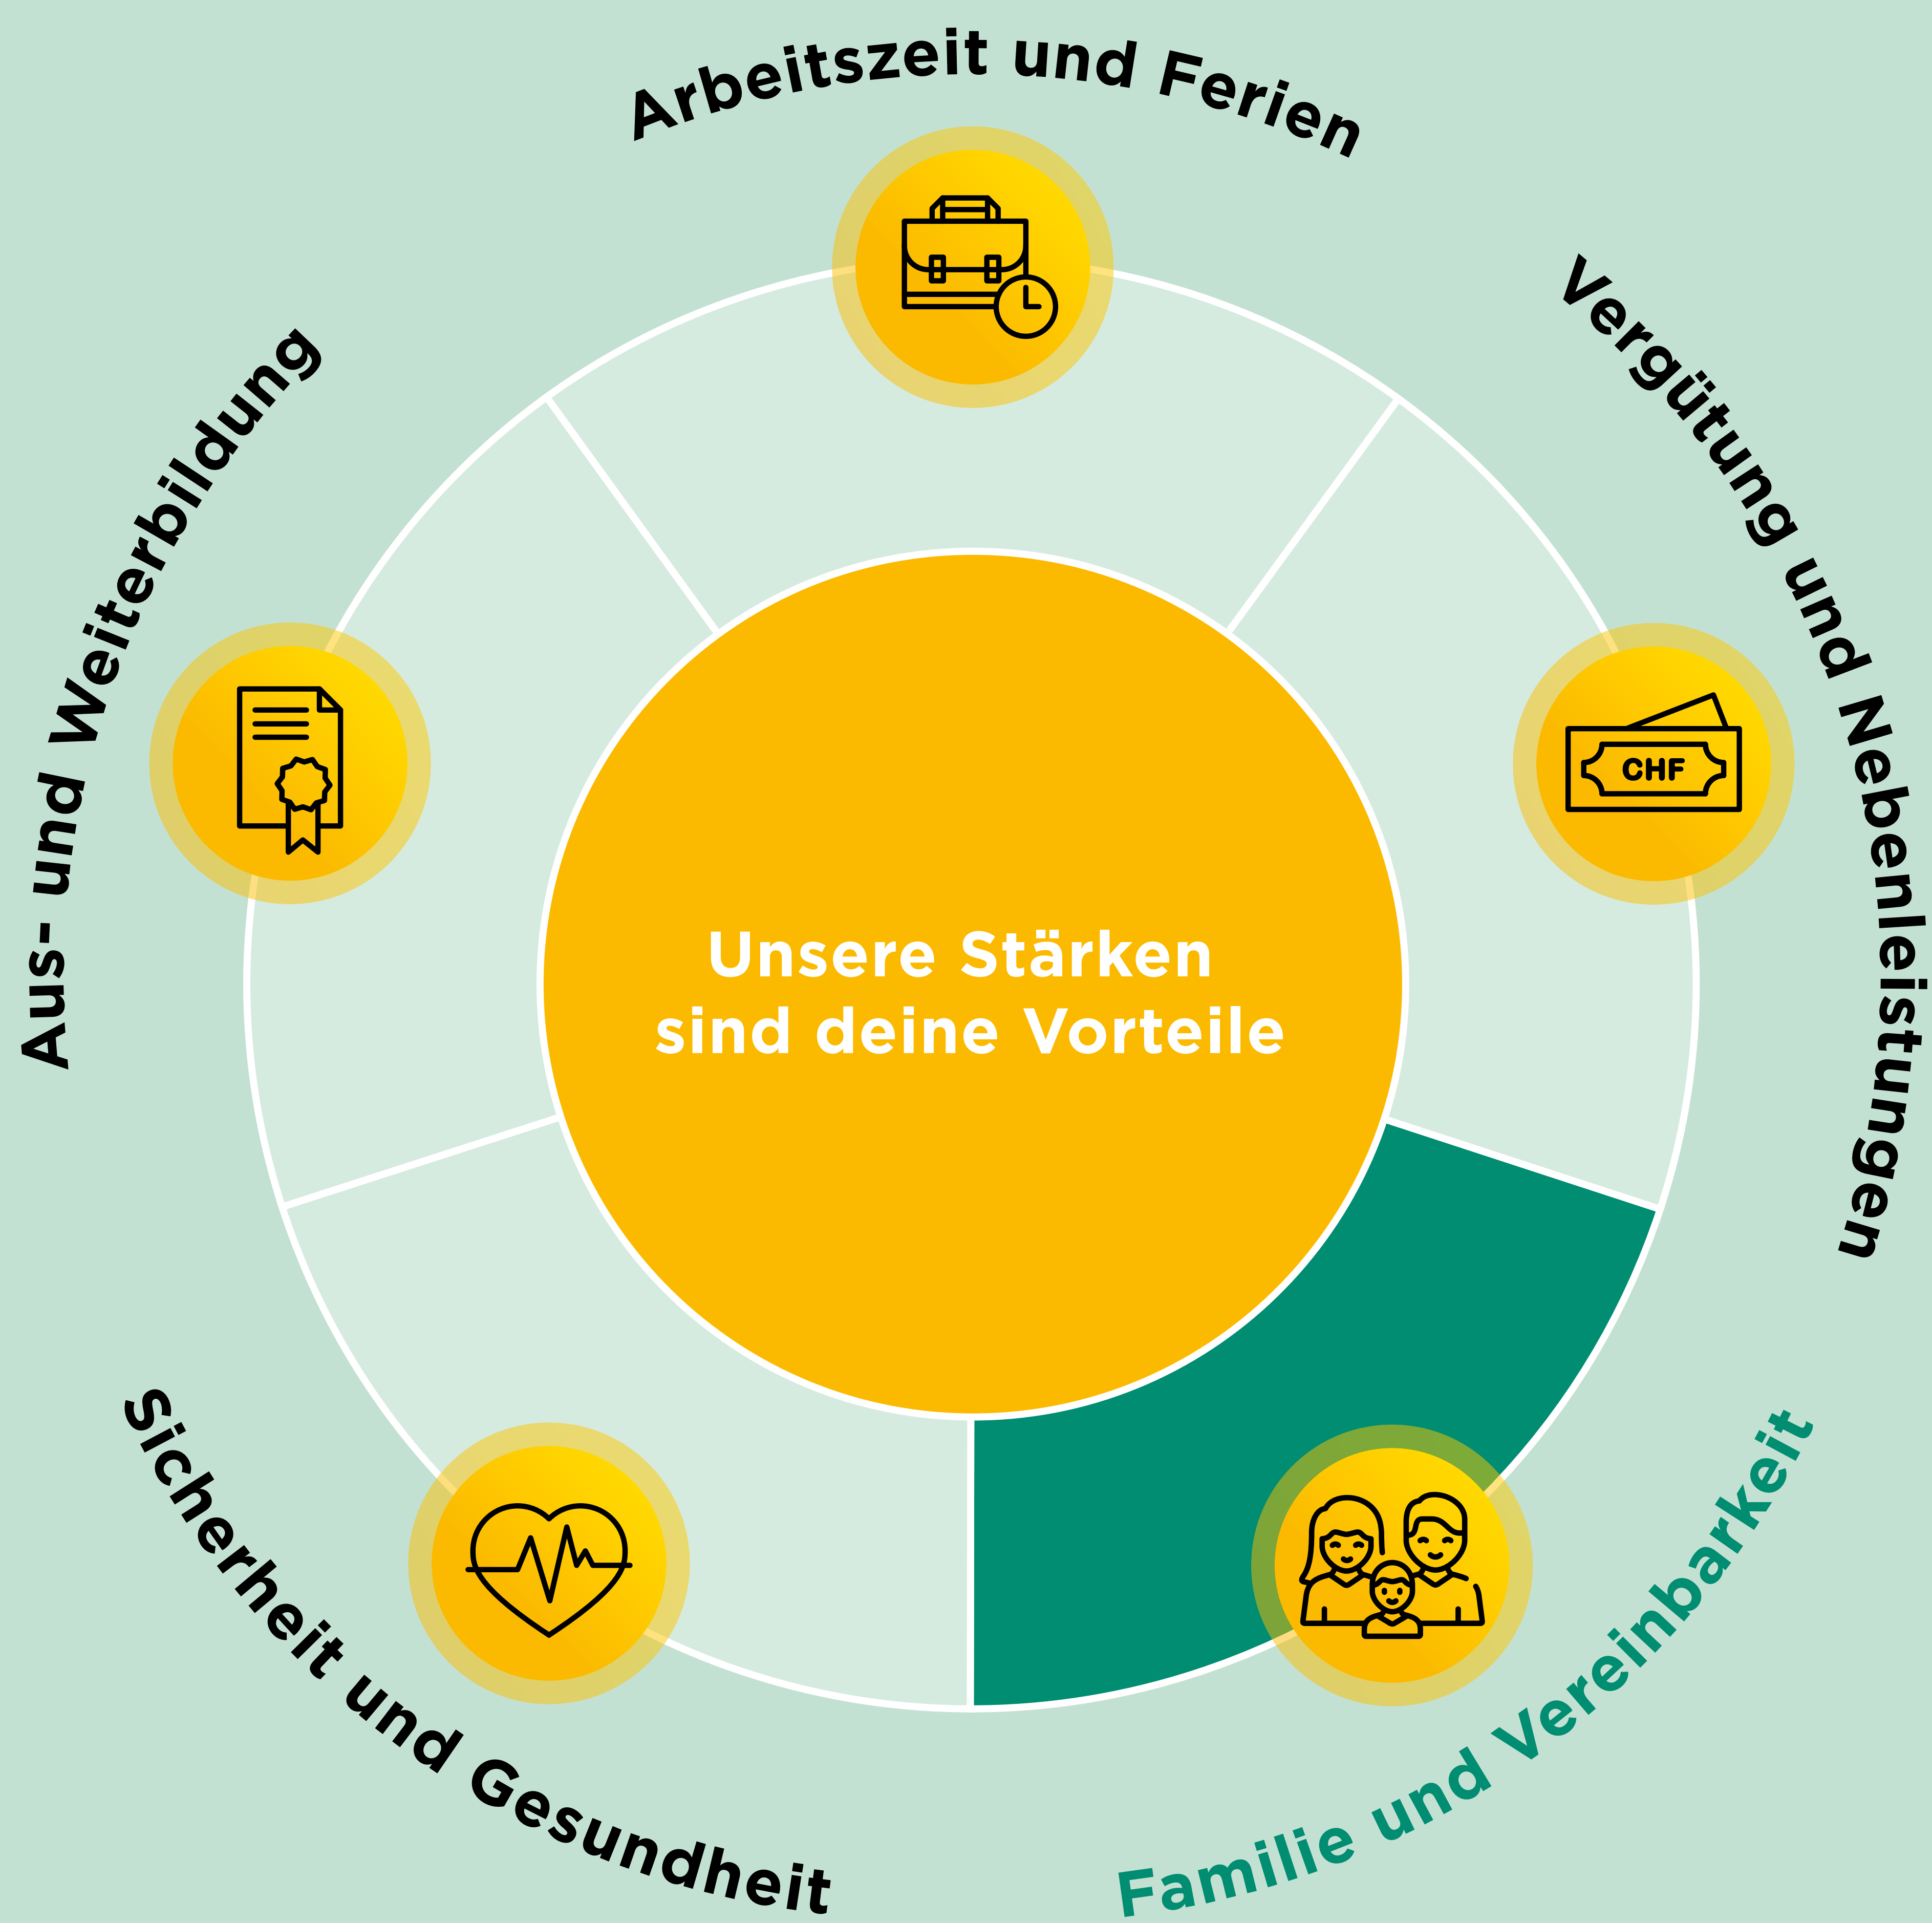 Arbeitszeit und Ferien
Vergütung und Nebenleistungen
CHF
Aus- und Weiterbildung
Unsere Stärken
sind deine Vorteile
Sicherheit und Gesundheit
Familie und Vereinbarkeit